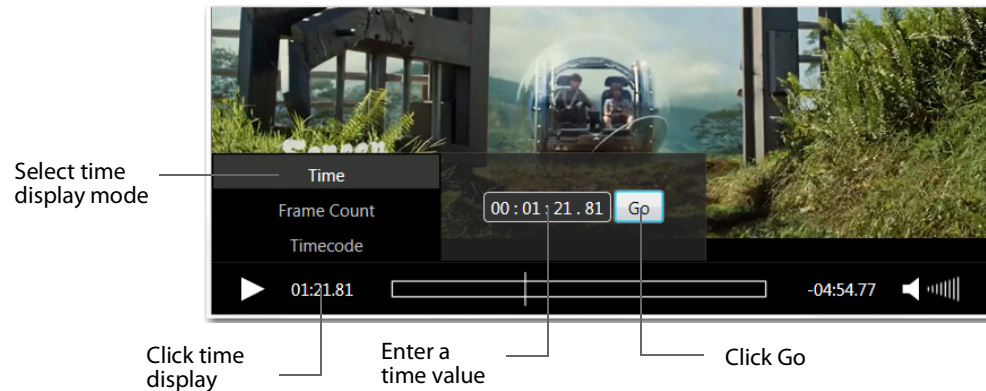 Select time
display mode
Time
Frame Count
Timecode
00 : 01 : 21 . 81
Go
01:21.81
-04:54.77
Click time
display
Enter a
time value
Click Go